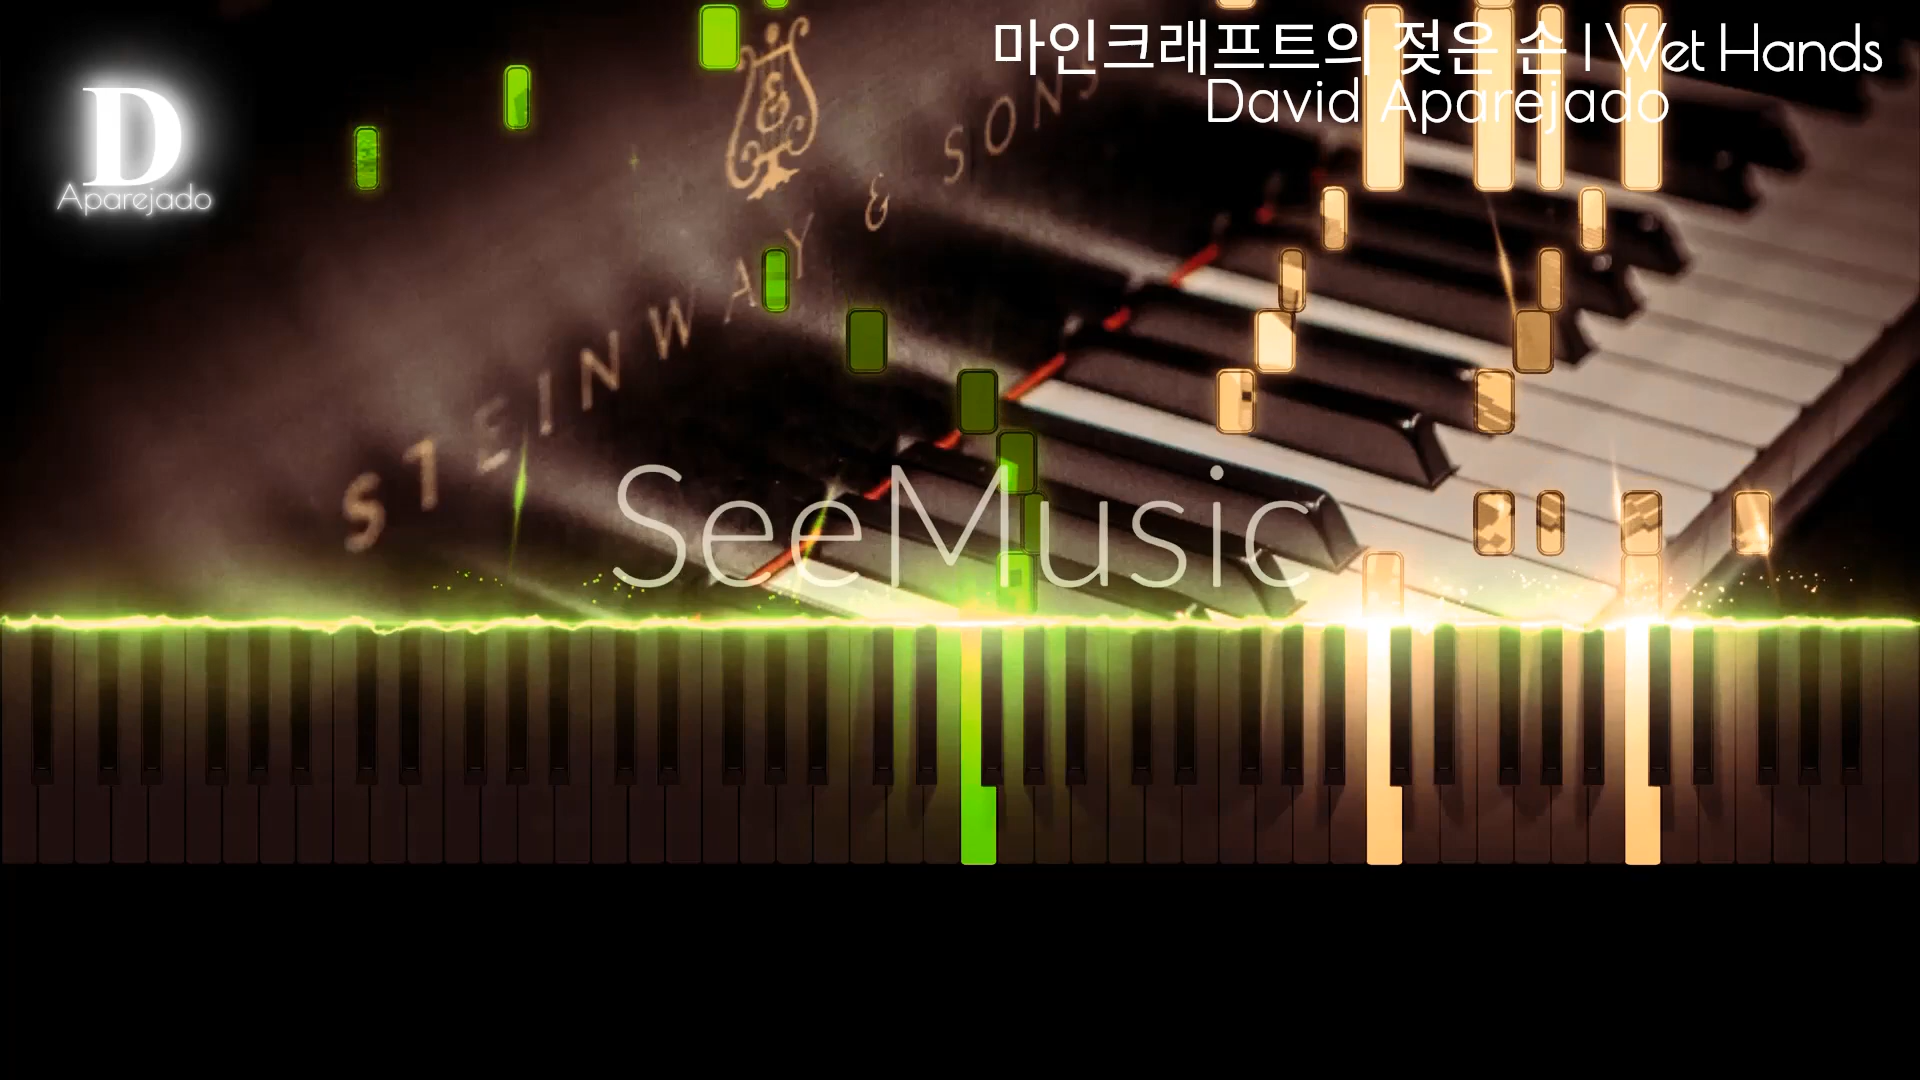 마인크래프트의 젖은 손 | Wet Hands
David Aparejado
D
Aparejado
STEINWAY & SONS
SeeMusic